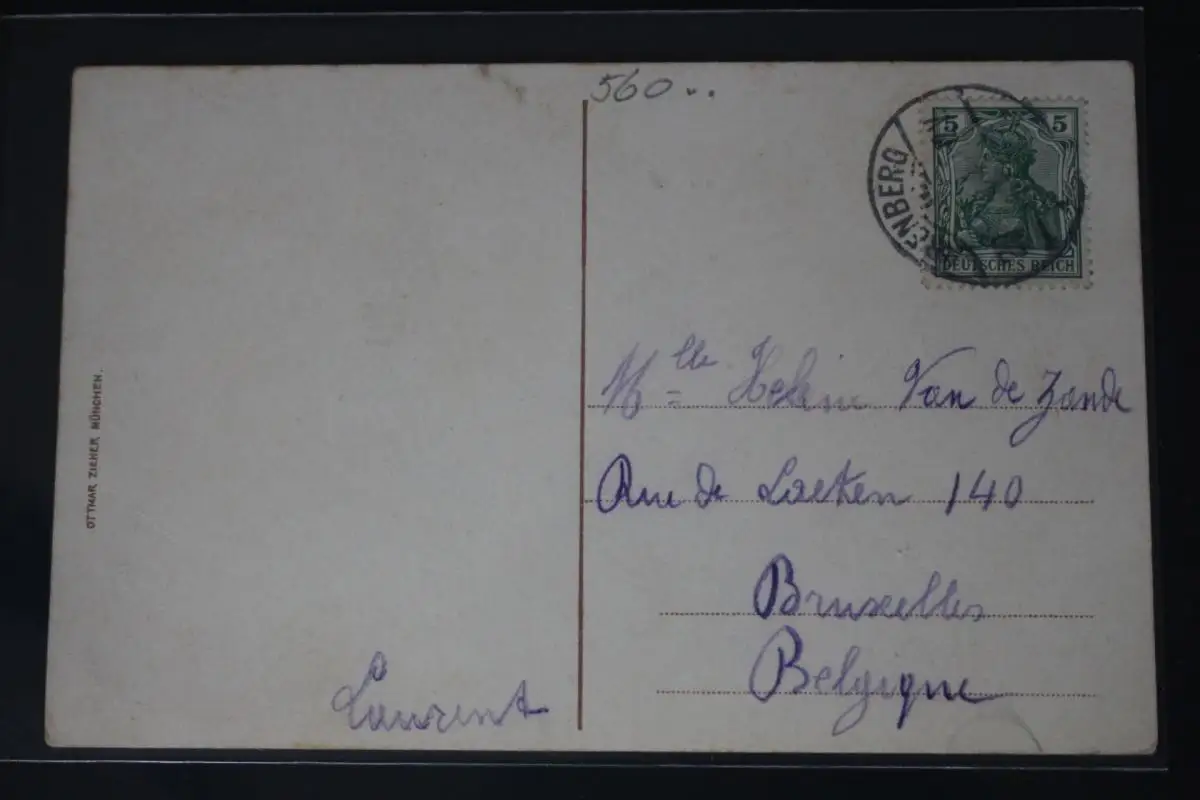 560..
5 5
ENBERG
DEUTSCHES REICH
OTTMAR ZIEHER, MÜNCHEN.
Mlle Van de Zande
Rue de Laeken 140
Bruxelles
Belgique
Laurent